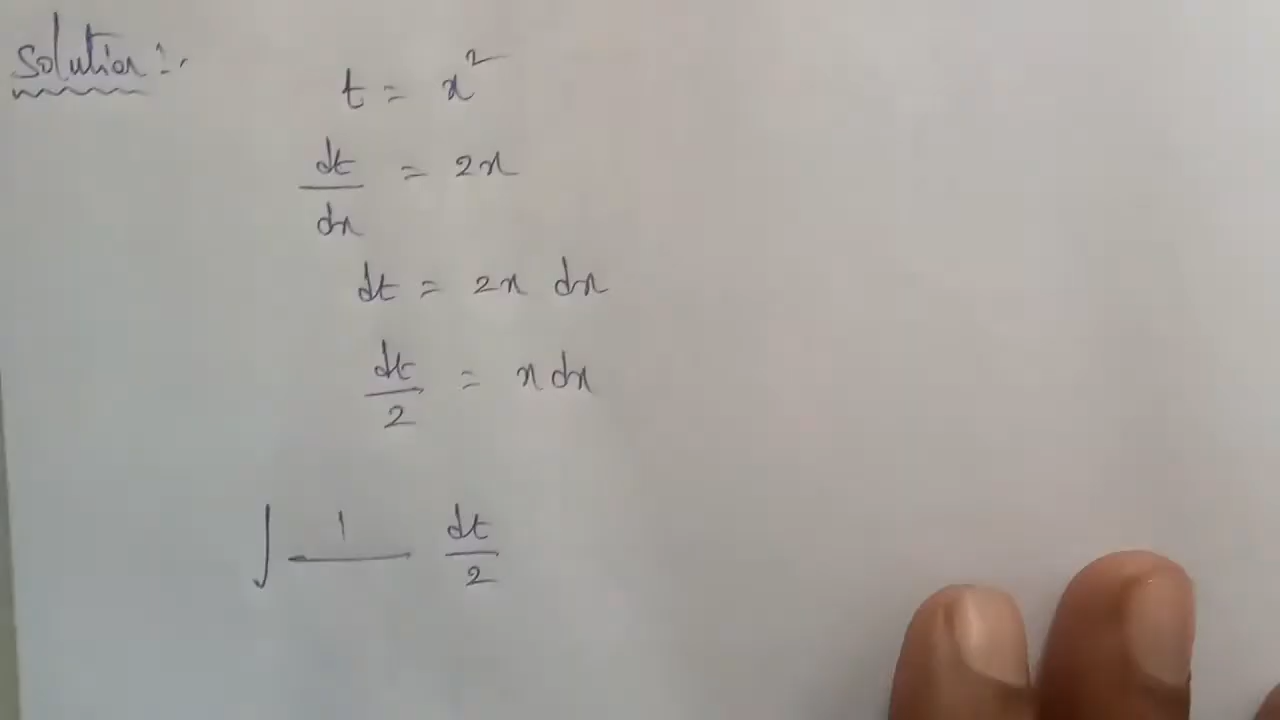 Solution :-
t = x²
dt/dx = 2x
dt = 2x dx
dt/2 = x dx
∫ 1/ dt/2